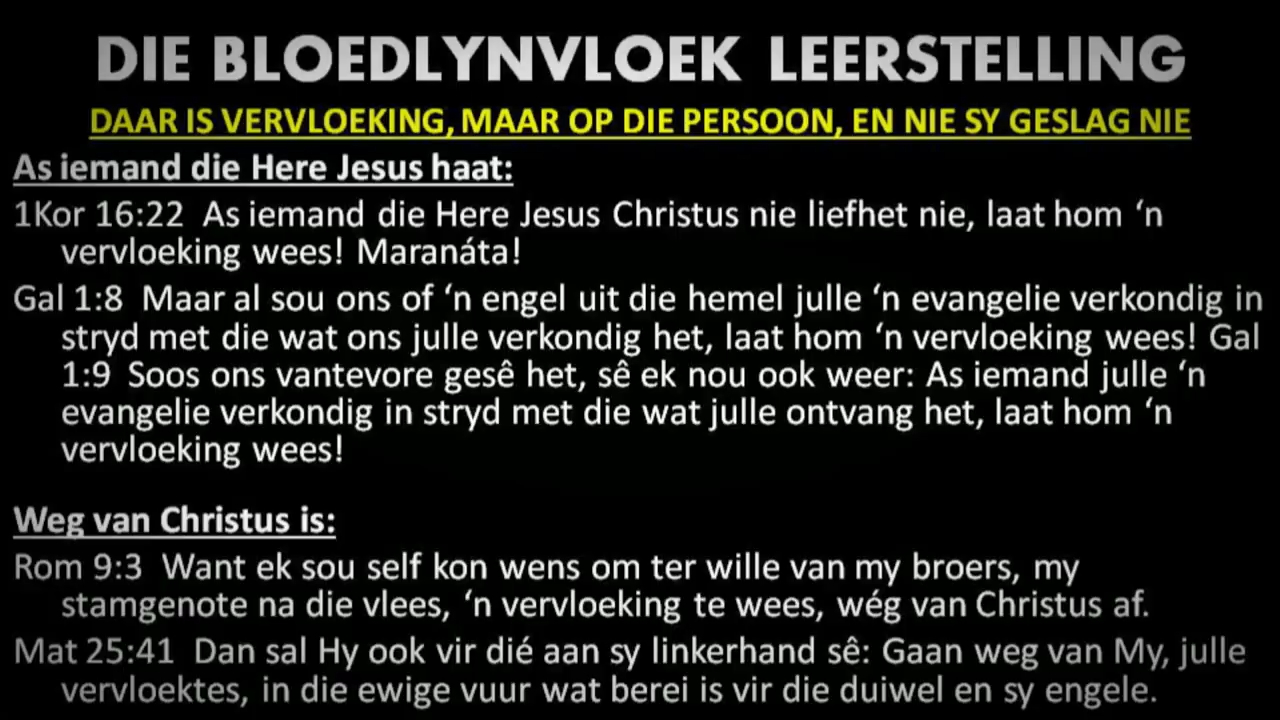 DIE BLOEDLYNVLOEK LEERSTELLING
DAAR IS VERVLOEKING, MAAR OP DIE PERSOON, EN NIE SY GESLAG NIE
As iemand die Here Jesus haat:
1Kor 16:22  As iemand die Here Jesus Christus nie liefhet nie, laat hom ‘n
vervloeking wees! Maranáta!
Gal 1:8  Maar al sou ons of ‘n engel uit die hemel julle ‘n evangelie verkondig in
stryd met die wat ons julle verkondig het, laat hom ‘n vervloeking wees! Gal
1:9  Soos ons vantevore gesê het, sê ek nou ook weer: As iemand julle ‘n
evangelie verkondig in stryd met die wat julle ontvang het, laat hom ‘n
vervloeking wees!
Weg van Christus is:
Rom 9:3  Want ek sou self kon wens om ter wille van my broers, my
stamgenote na die vlees, ‘n vervloeking te wees, wég van Christus af.
Mat 25:41  Dan sal Hy ook vir dié aan sy linkerhand sê: Gaan weg van My, julle
vervloektes, in die ewige vuur wat berei is vir die duiwel en sy engele.